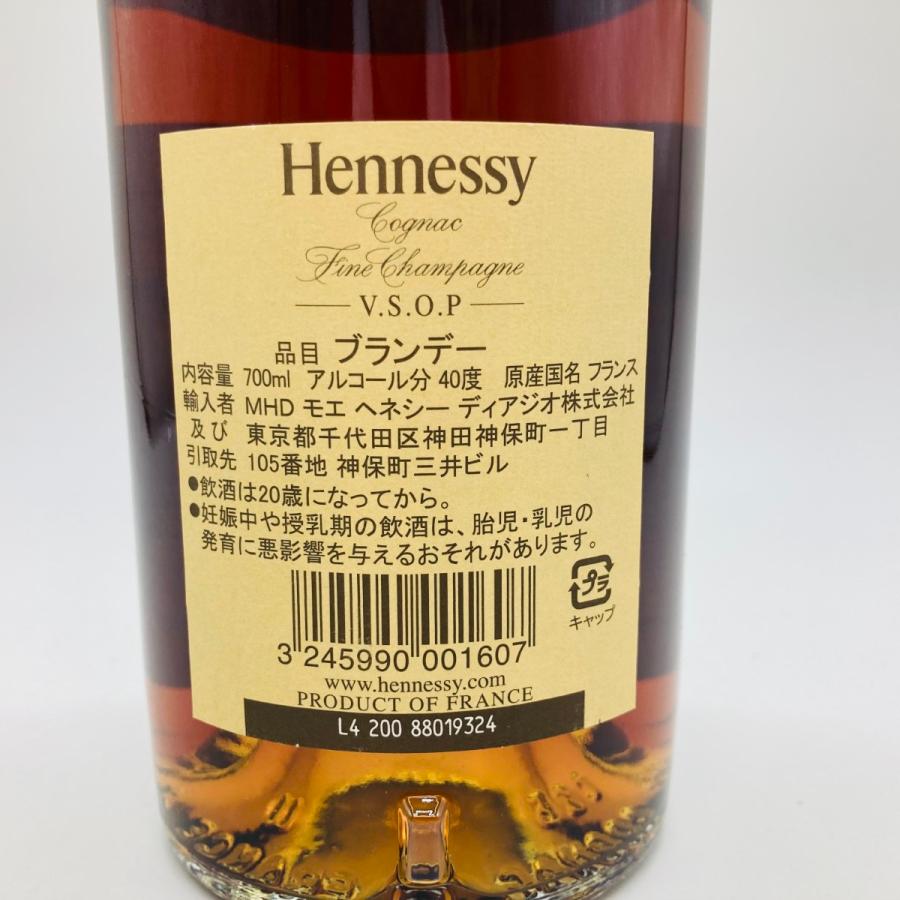 Hennessy
Cognac
Fine Champagne
V.S.O.P
品目 ブランデー
内容量 700ml アルコール分 40度 原産国名 フランス
輸入者 MHD モエ ヘネシー ディアジオ株式会社
及び 東京都千代田区神田神保町一丁目
引取先 105番地 神保町三井ビル
●飲酒は20歳になってから。
●妊娠中や授乳期の飲酒は、胎児・乳児の
発育に悪影響を与えるおそれがあります。
プラ
キャップ
3 245990 001607
www.hennessy.com
PRODUCT OF FRANCE
L4 200 88019324